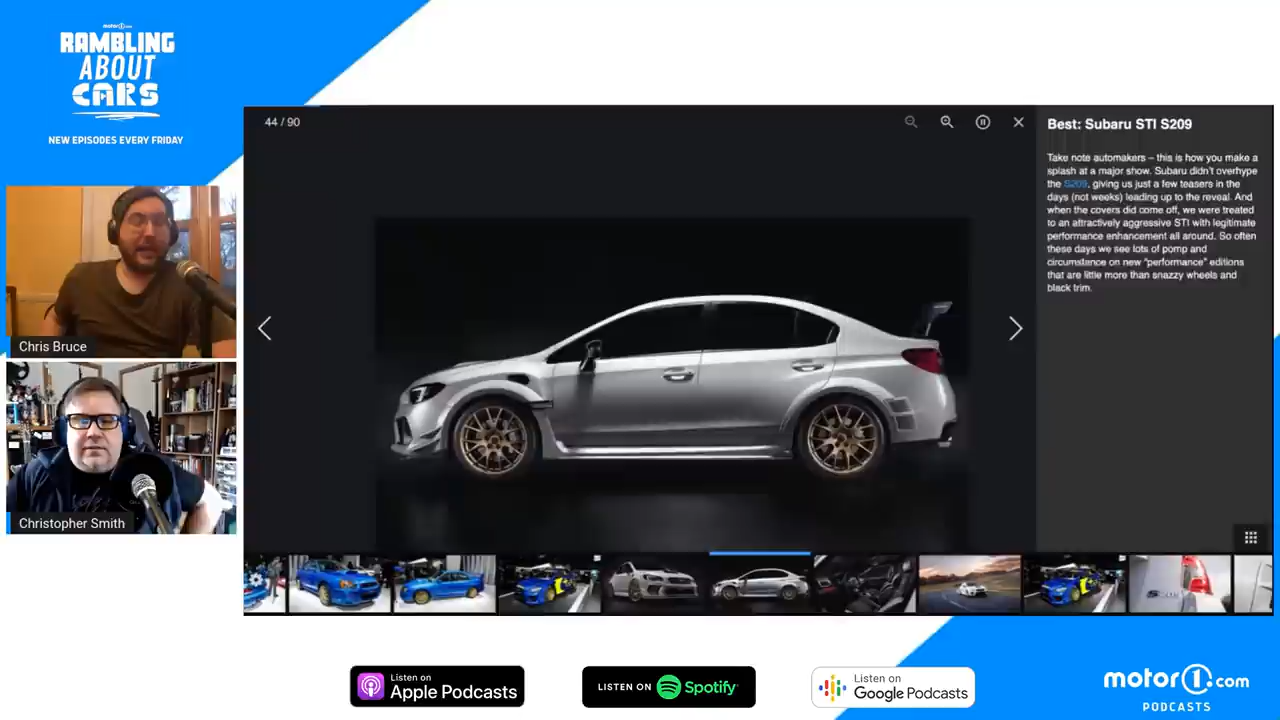 motor1.com
RAMBLING
ABOUT
CARS
NEW EPISODES EVERY FRIDAY
Chris Bruce
Christopher Smith
44 / 90
Best: Subaru STI S209
Take note automakers – this is how you make a
splash at a major show. Subaru didn't overhype
the S209, giving us just a few teasers in the
days (not weeks) leading up to the reveal. And
when the covers did come off, we were treated
to an attractively aggressive STI with legitimate
performance enhancement all around. So often
these days we see lots of pomp and
circumstance on new "performance" editions
that are little more than snazzy wheels and
black trim.
Listen on
Apple Podcasts
LISTEN ON Spotify
Listen on
Google Podcasts
motor1.com
PODCASTS